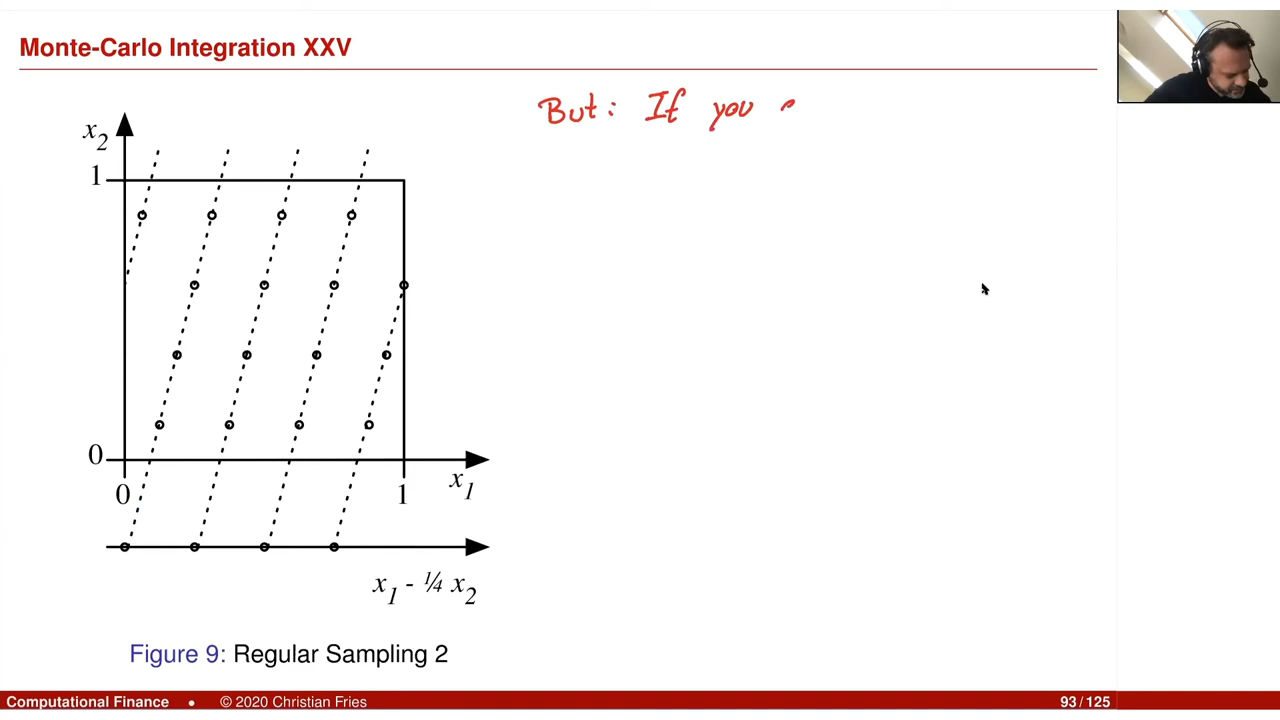 Monte-Carlo Integration XXV
But: If you
x2
1
0
0
1
x1
x1 - ¼ x2
Figure 9: Regular Sampling 2
Computational Finance • © 2020 Christian Fries 93/125